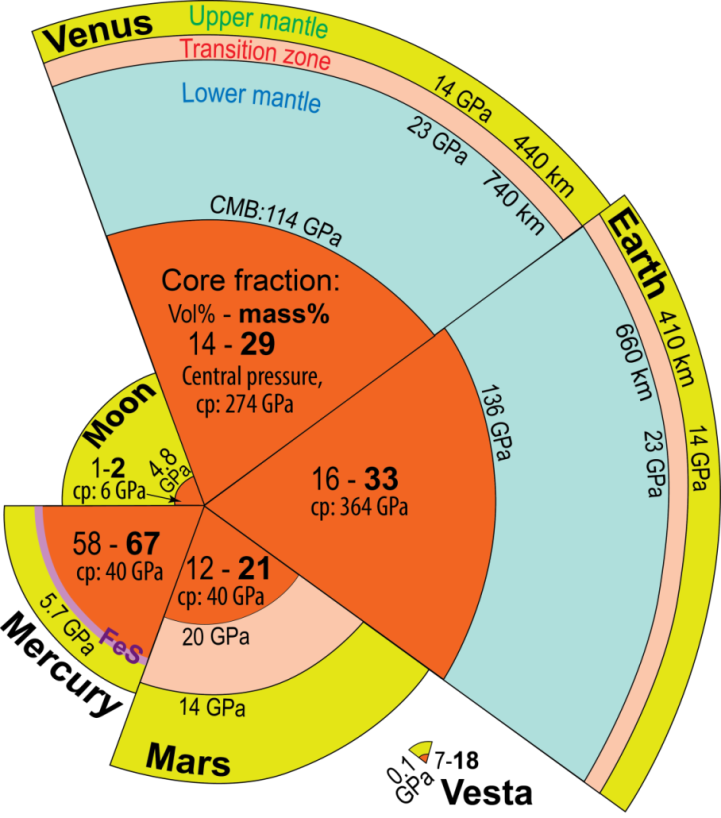 Venus
Upper mantle
Transition zone
Lower mantle
14 GPa
23 GPa
440 km
740 km
CMB:114 GPa
Core fraction:
Vol% - mass%
14 - 29
Central pressure,
cp: 274 GPa
Earth
410 km
660 km
14 GPa
23 GPa
136 GPa
16 - 33
cp: 364 GPa
Moon
1-2
cp: 6 GPa
4.8
GPa
58 - 67
cp: 40 GPa
5.7 GPa
FeS
Mercury
12 - 21
cp: 40 GPa
20 GPa
14 GPa
Mars
0.1
GPa
7-18
Vesta